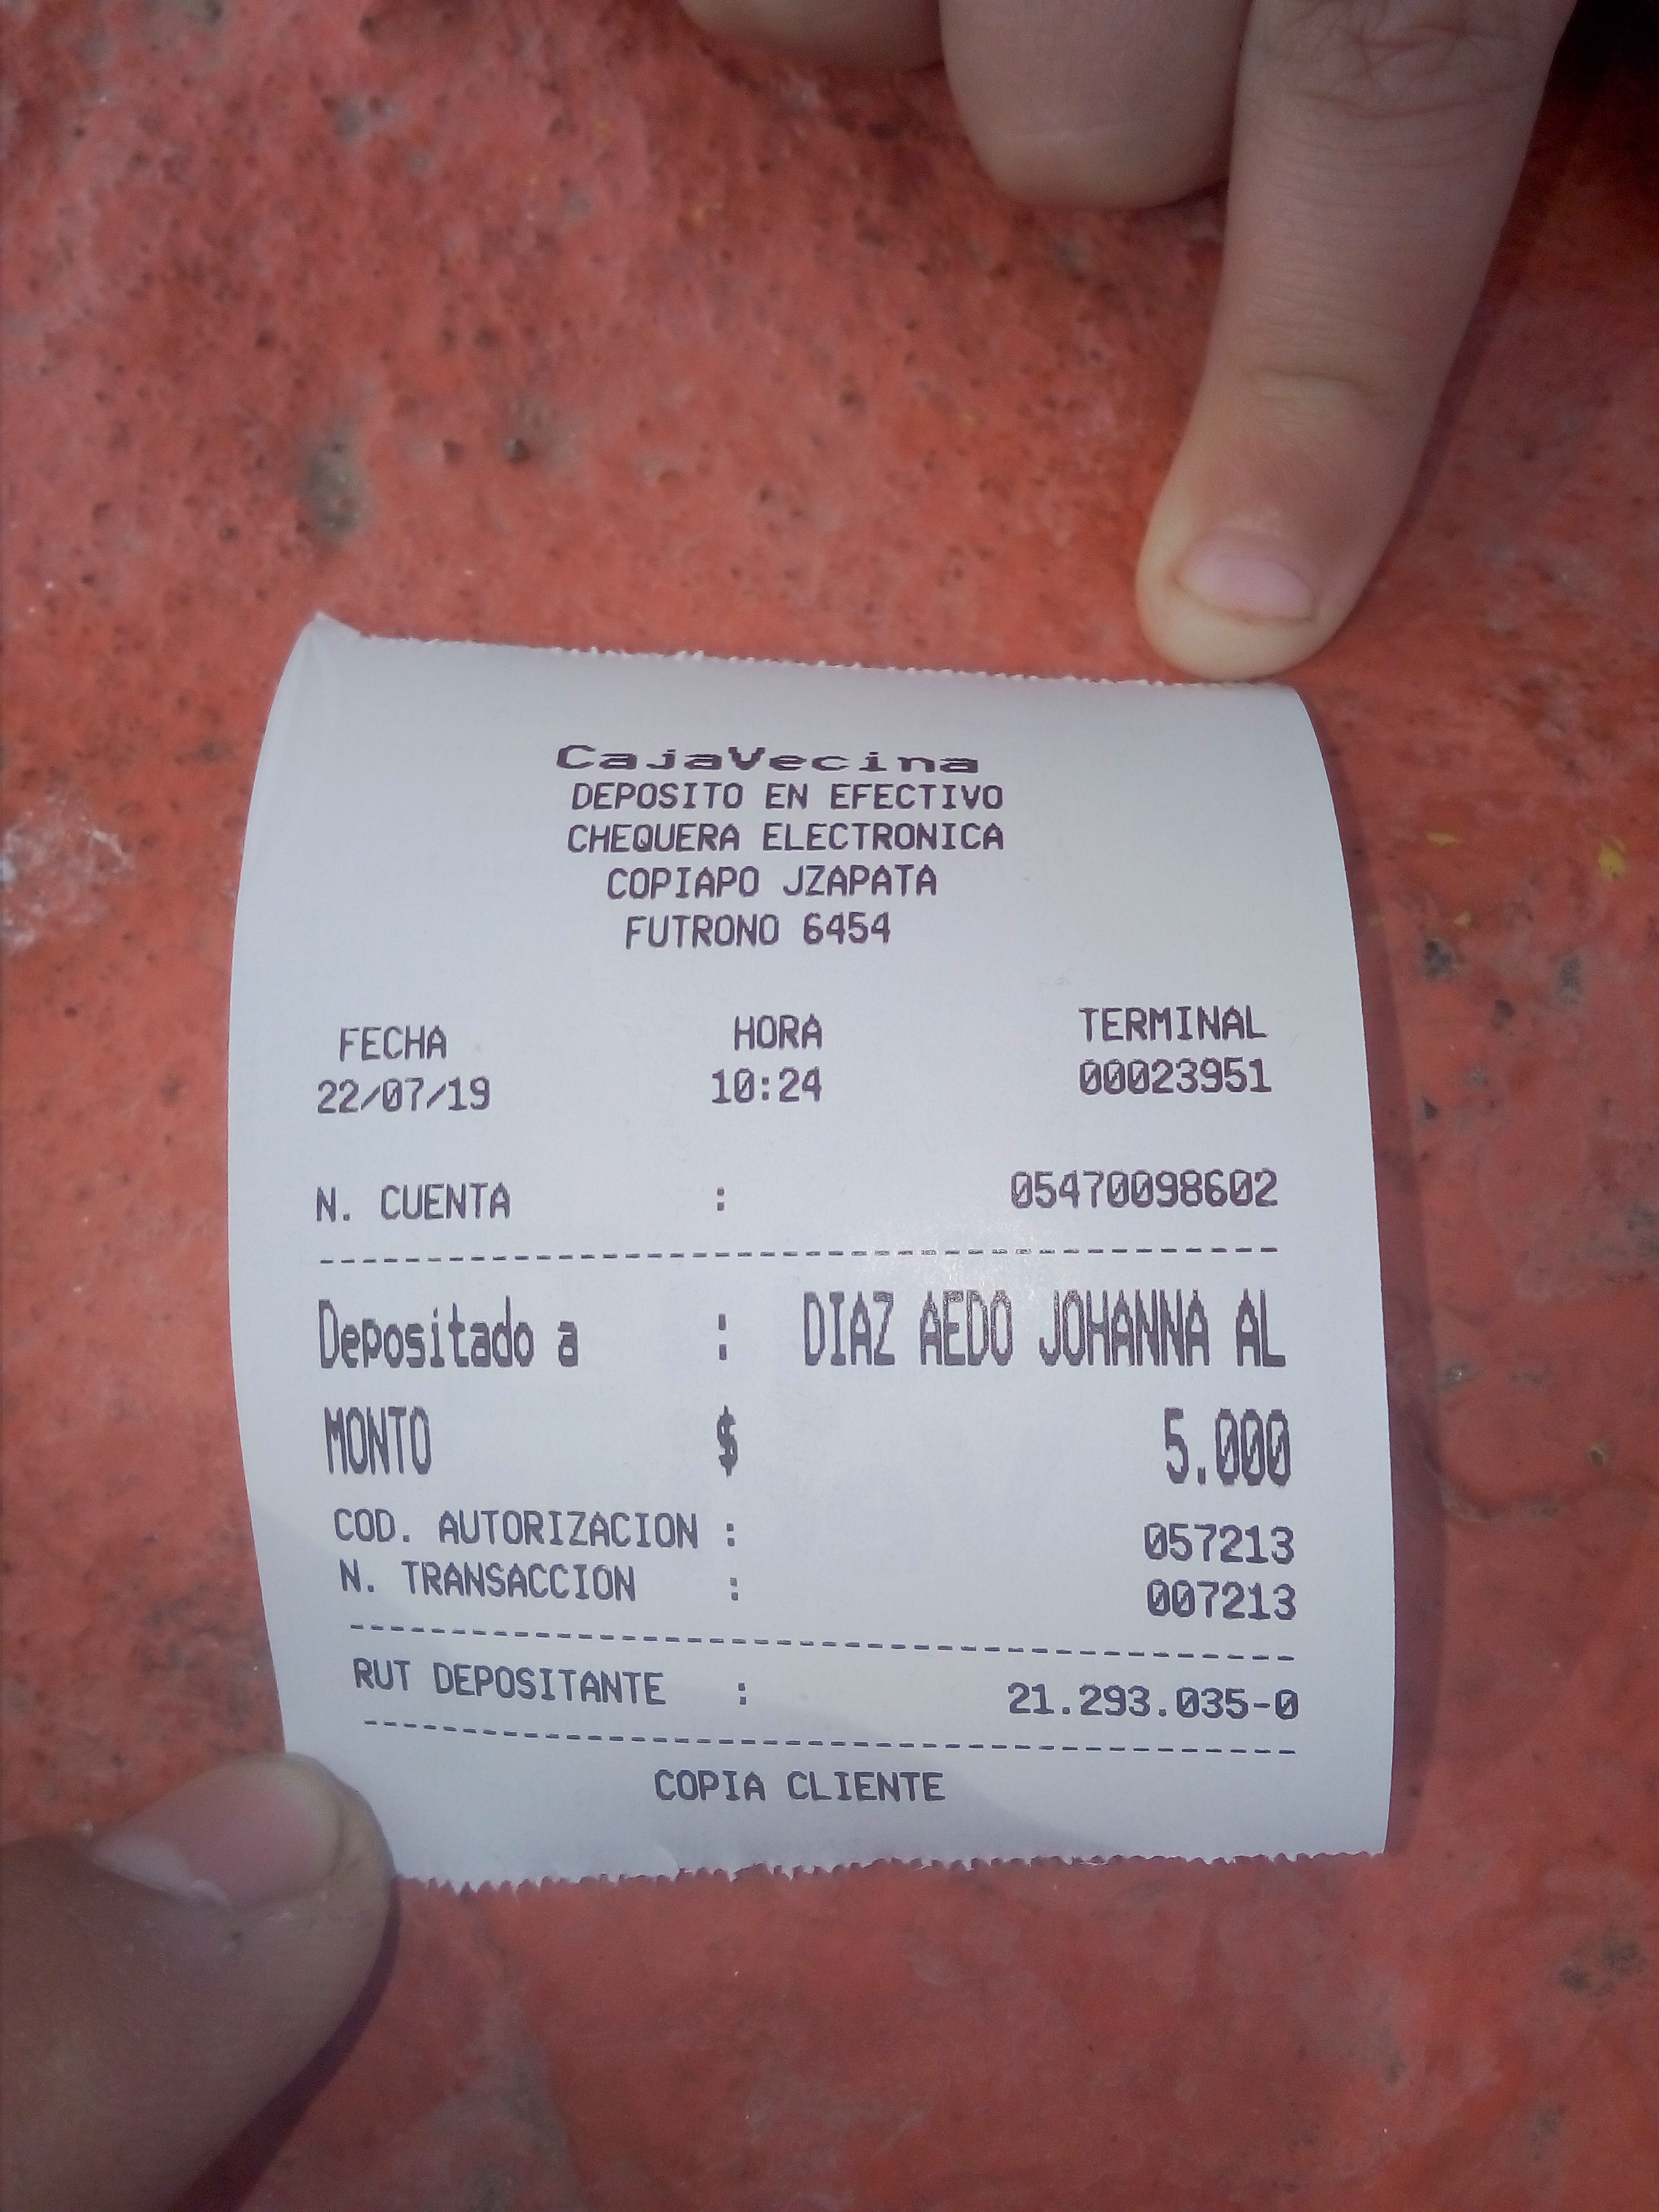 CajaVecina
DEPOSITO EN EFECTIVO
CHEQUERA ELECTRONICA
COPIAPO JZAPATA
FUTRONO 6454
FECHA HORA TERMINAL
22/07/19 10:24 00023951
N. CUENTA : 05470098602
Depositado a : DIAZ AEDO JOHANNA AL
MONTO $ 5.000
COD. AUTORIZACION : 057213
N. TRANSACCION : 007213
RUT DEPOSITANTE : 21.293.035-0
COPIA CLIENTE